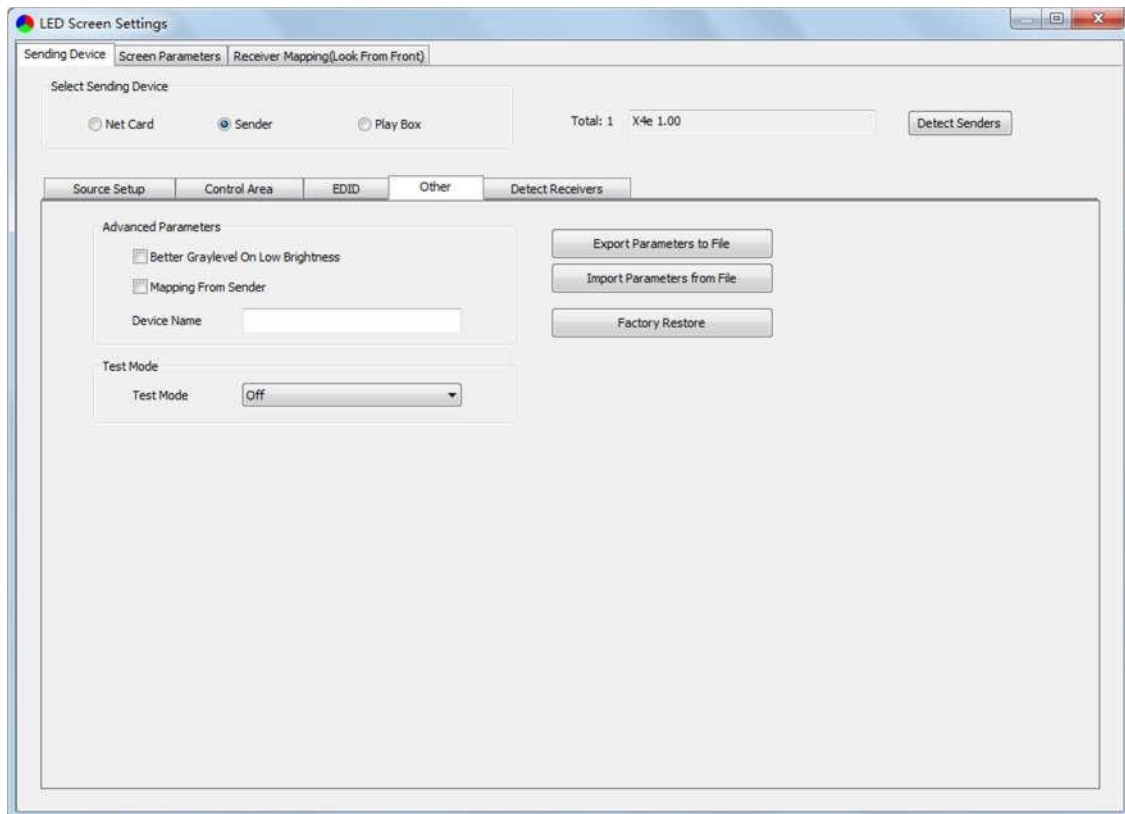 LED Screen Settings
Sending Device Screen Parameters Receiver Mapping(Look From Front)
Select Sending Device
Net Card Sender Play Box Total: 1 X4e 1.00 Detect Senders
Source Setup Control Area EDID Other Detect Receivers
Advanced Parameters
Better Graylevel On Low Brightness
Mapping From Sender
Device Name
Export Parameters to File
Import Parameters from File
Factory Restore
Test Mode
Test Mode Off